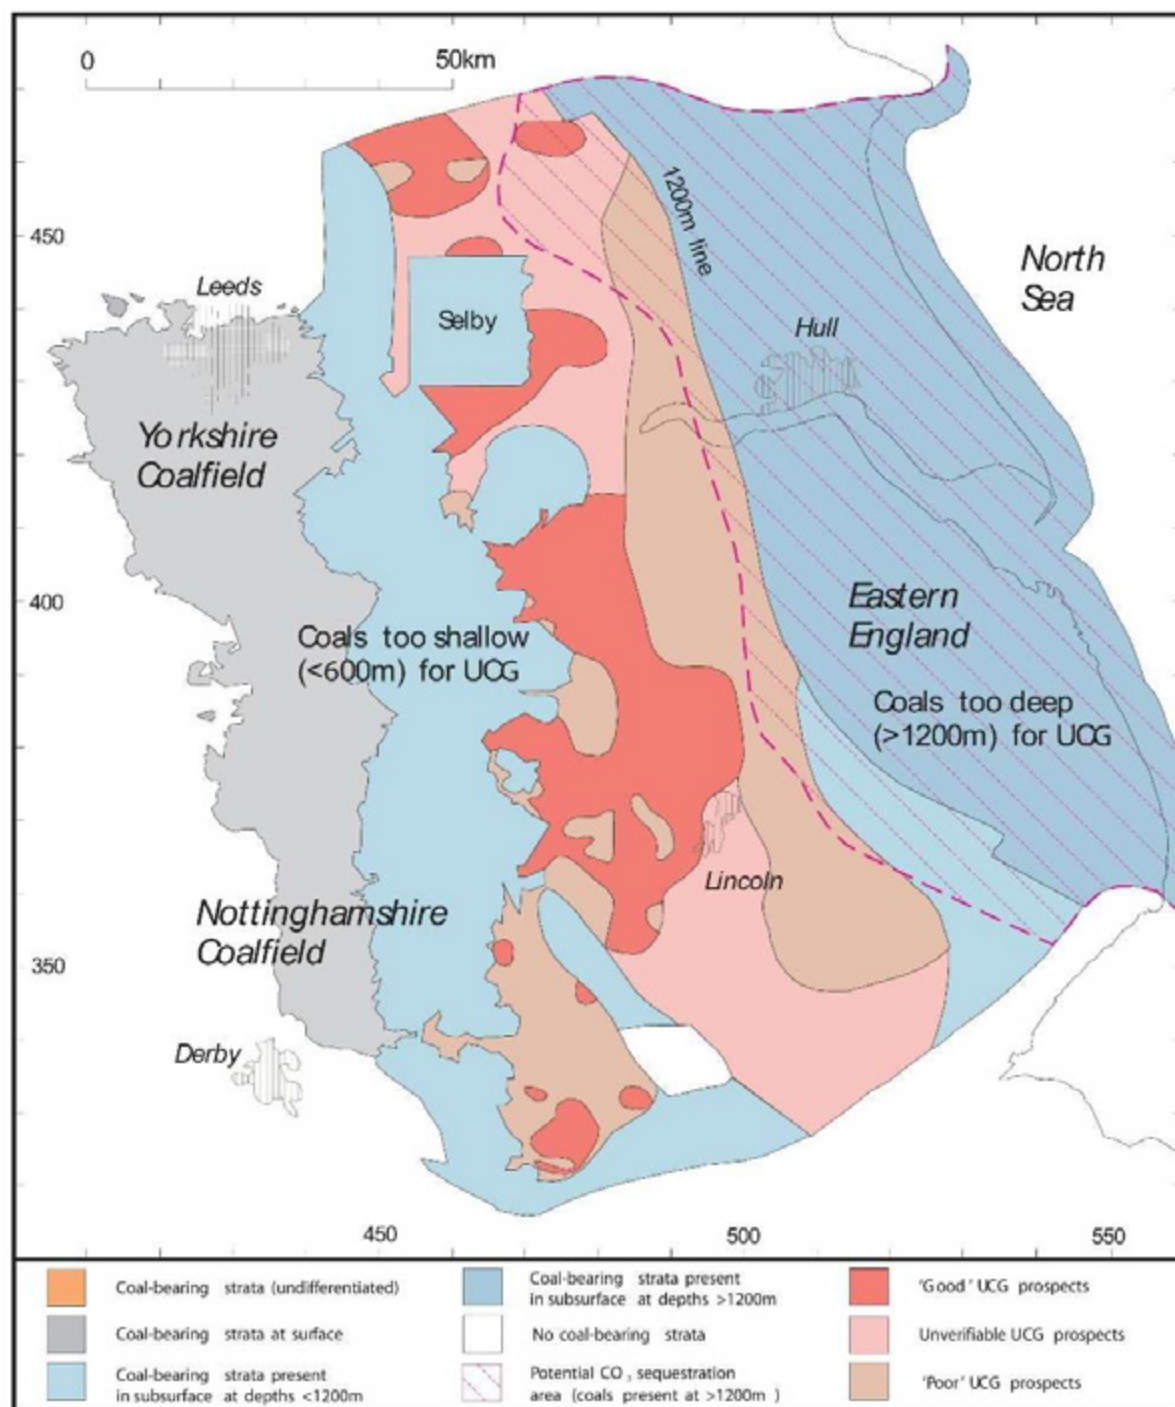 0
50km
450
Leeds
Selby
1200m line
North
Sea
Hull
Yorkshire
Coalfield
400
Coals too shallow
(<600m) for UCG
Eastern
England
Coals too deep
(>1200m) for UCG
Lincoln
Nottinghamshire
Coalfield
350
Derby
450
500
550
Coal-bearing strata (undifferentiated)
Coal-bearing strata at surface
Coal-bearing strata present
in subsurface at depths <1200m
Coal-bearing strata present
in subsurface at depths >1200m
No coal-bearing strata
Potential CO , sequestration
area (coals present at >1200m )
'Good' UCG prospects
Unverifiable UCG prospects
'Poor' UCG prospects